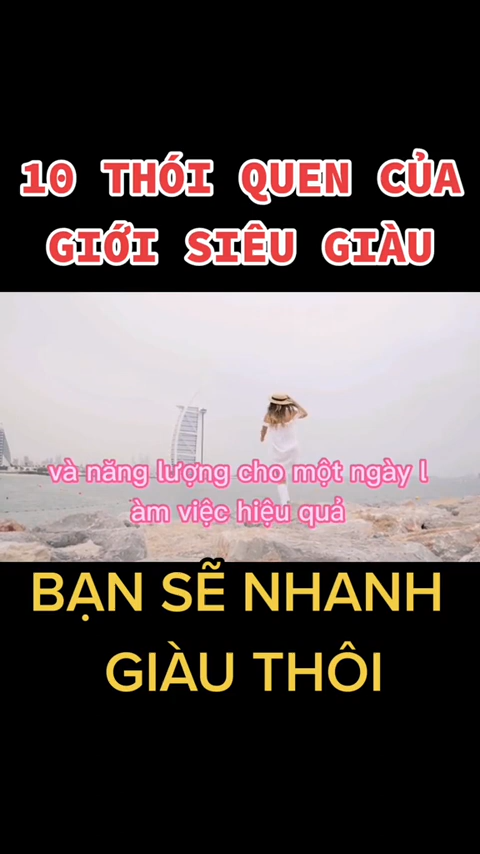 10 THÓI QUEN CỦA
GIỚI SIÊU GIÀU
và năng lượng cho một ngày l
àm việc hiệu quả
BẠN SẼ NHANH
GIÀU THÔI